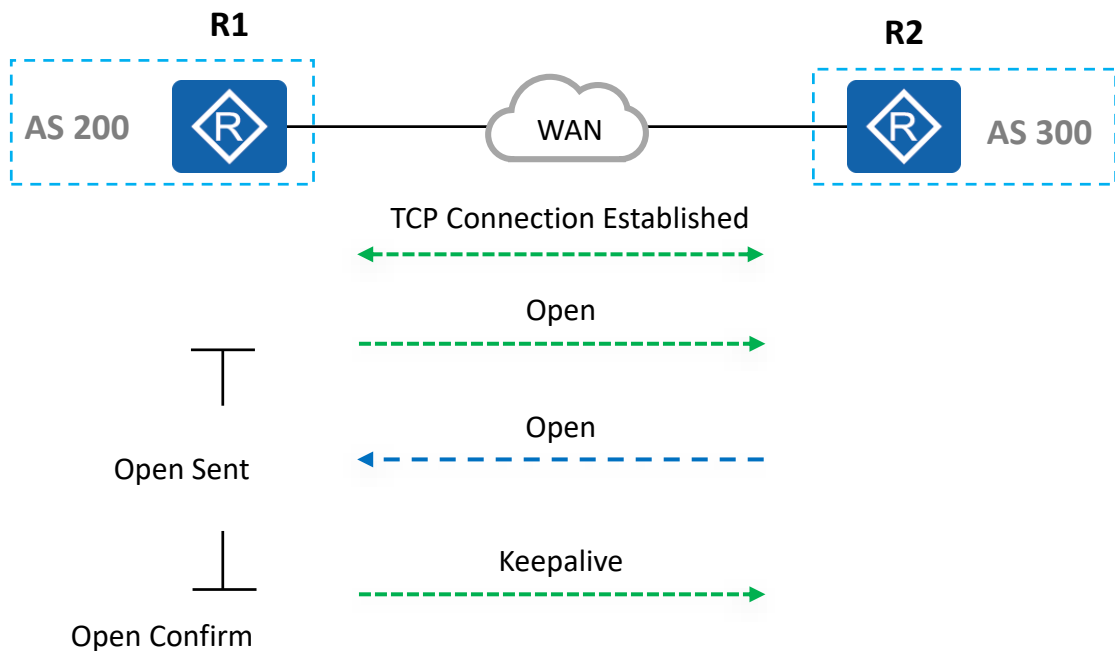 R1
R2
AS 200
R
WAN
R
AS 300
TCP Connection Established
Open
Open
Open Sent
Keepalive
Open Confirm